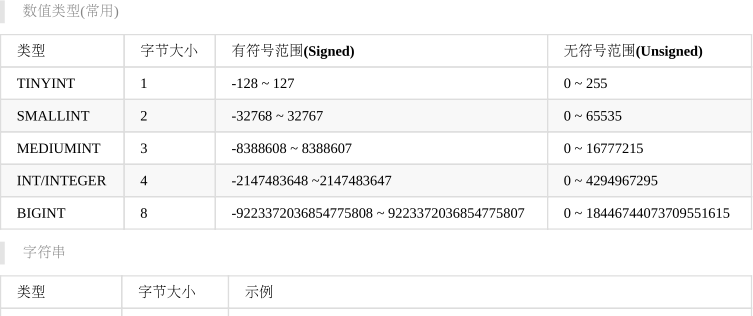 数值类型(常用)
类型 字节大小 有符号范围(Signed) 无符号范围(Unsigned)
TINYINT 1 -128 ~ 127 0 ~ 255
SMALLINT 2 -32768 ~ 32767 0 ~ 65535
MEDIUMINT 3 -8388608 ~ 8388607 0 ~ 16777215
INT/INTEGER 4 -2147483648 ~2147483647 0 ~ 4294967295
BIGINT 8 -9223372036854775808 ~ 9223372036854775807 0 ~ 18446744073709551615
字符串
类型 字节大小 示例